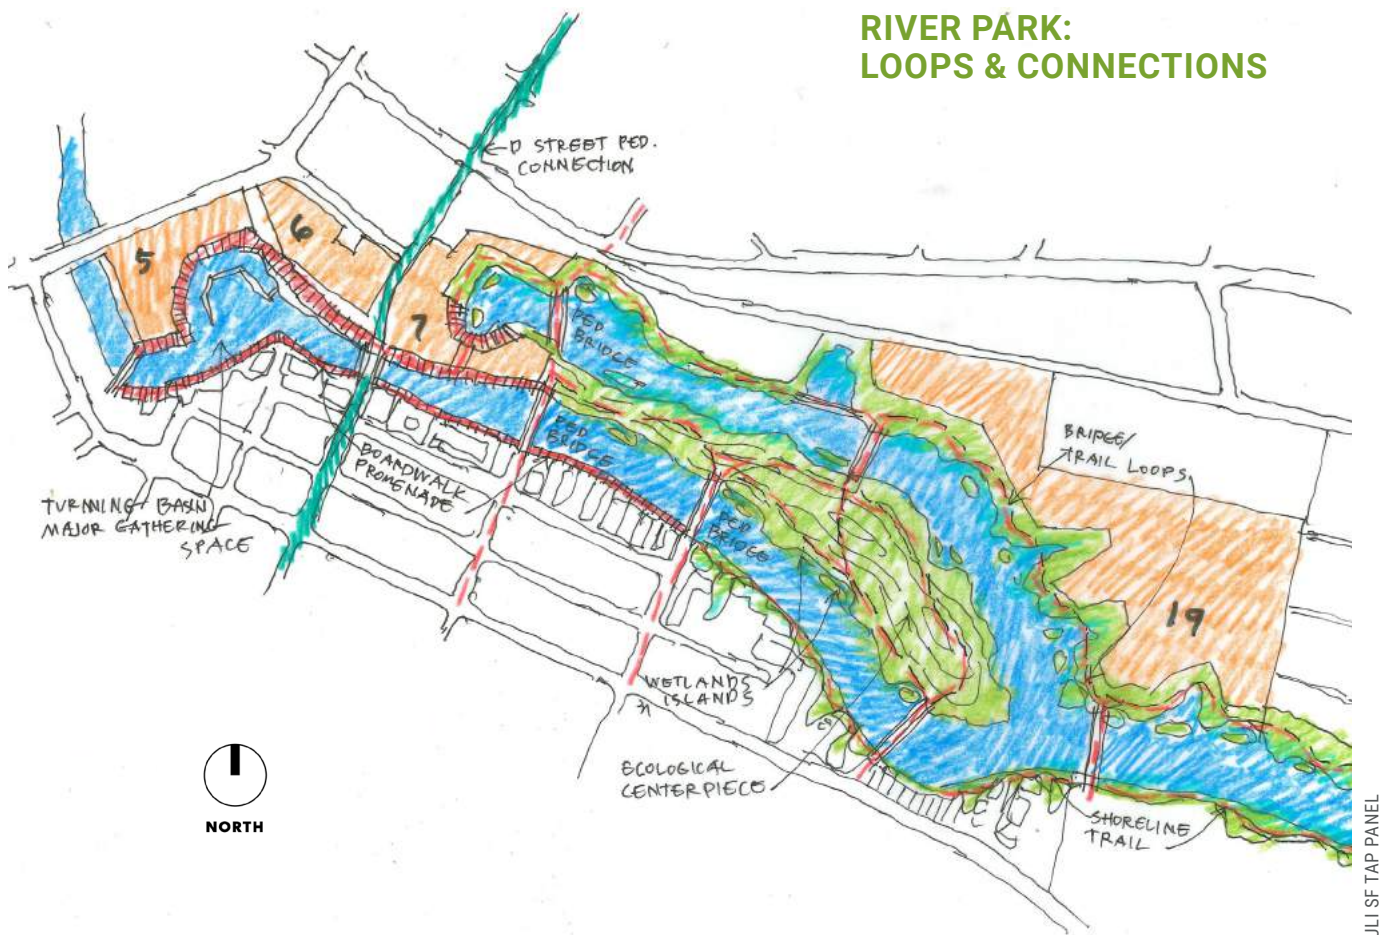 RIVER PARK:
LOOPS & CONNECTIONS
D STREET PED.
CONNECTION
5
6
7
PED
BRIDGE
PED
BRIDGE
PED
BRIDGE
BRIDGE/
TRAIL LOOPS
BOARDWALK
PROMENADE
TURNING BASIN
MAJOR GATHERING
SPACE
19
WETLANDS
ISLANDS
ECOLOGICAL
CENTERPIECE
SHORELINE
TRAIL
NORTH
ULI SF TAP PANEL